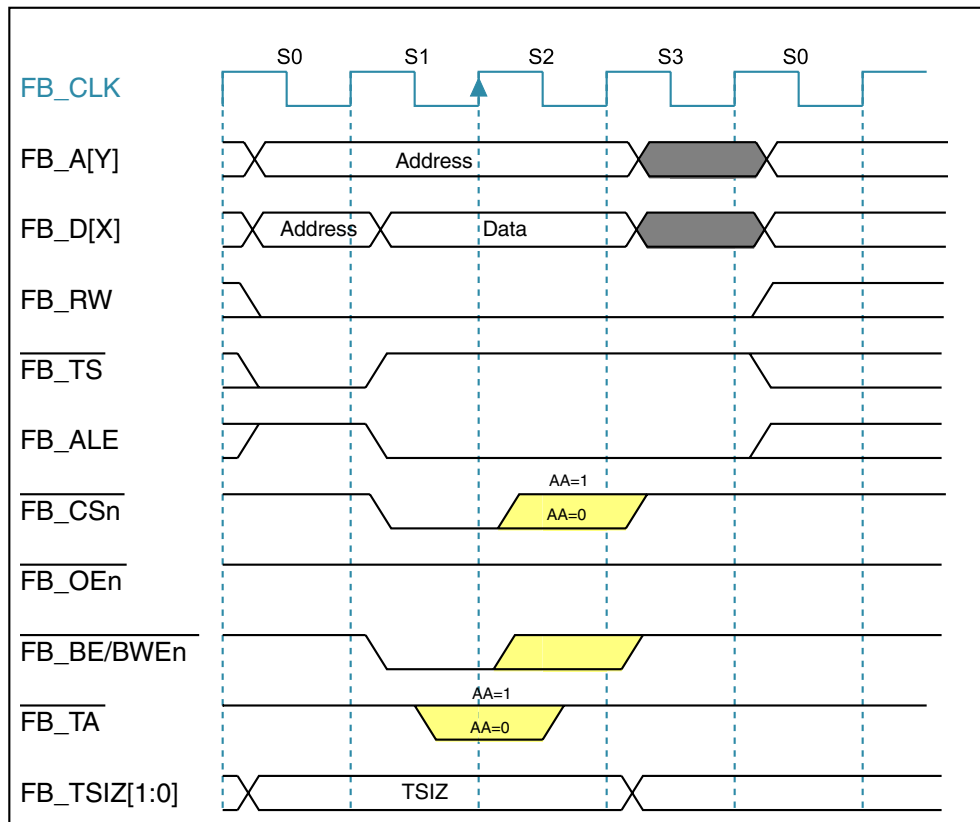 S0 S1 S2 S3 S0
FB_CLK
FB_A[Y] Address
FB_D[X] Address Data
FB_RW
FB_TS
FB_ALE
AA=1
FB_CSn AA=0
FB_OEn
FB_BE/BWEn
AA=1
FB_TA AA=0
FB_TSIZ[1:0] TSIZ